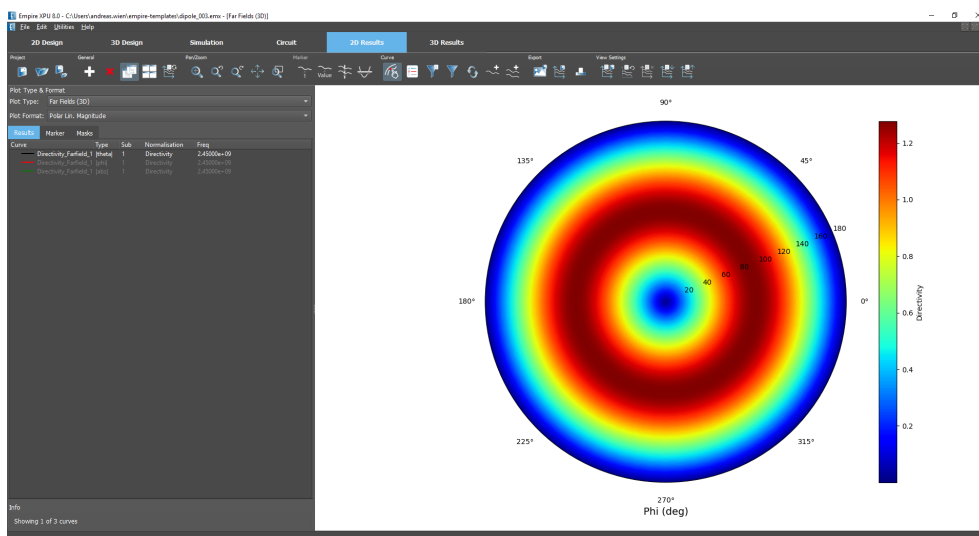 Empire XPU 8.0 - C:\Users\andreas.wien\empire-templates\dipole_003.emx - [Far Fields (3D)]
File Edit Utilities Help
2D Design 3D Design Simulation Circuit 2D Results 3D Results
Project General Pan/Zoom Marker Curve Export View Settings
Value
Plot Type & Format
Plot Type: Far Fields (3D)
Plot Format: Polar Lin. Magnitude
Results Marker Masks
Curve Type Sub Normalisation Freq
Directivity_Farfield_1 |theta| 1 Directivity 2.45000e+09
Directivity_Farfield_1 |phi| 1 Directivity 2.45000e+09
Directivity_Farfield_1 |abs| 1 Directivity 2.45000e+09
90°
135° 45°
180° 0°
225° 315°
270°
Phi (deg)
20 40 60 80 100 120 140 160 180
1.2
1.0
0.8
0.6
0.4
0.2
Directivity
Info
Showing 1 of 3 curves